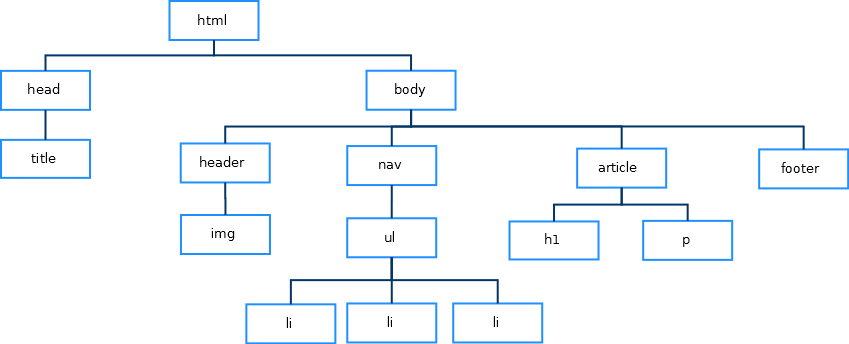 html
head
body
title
header
nav
article
footer
img
ul
h1
p
li
li
li